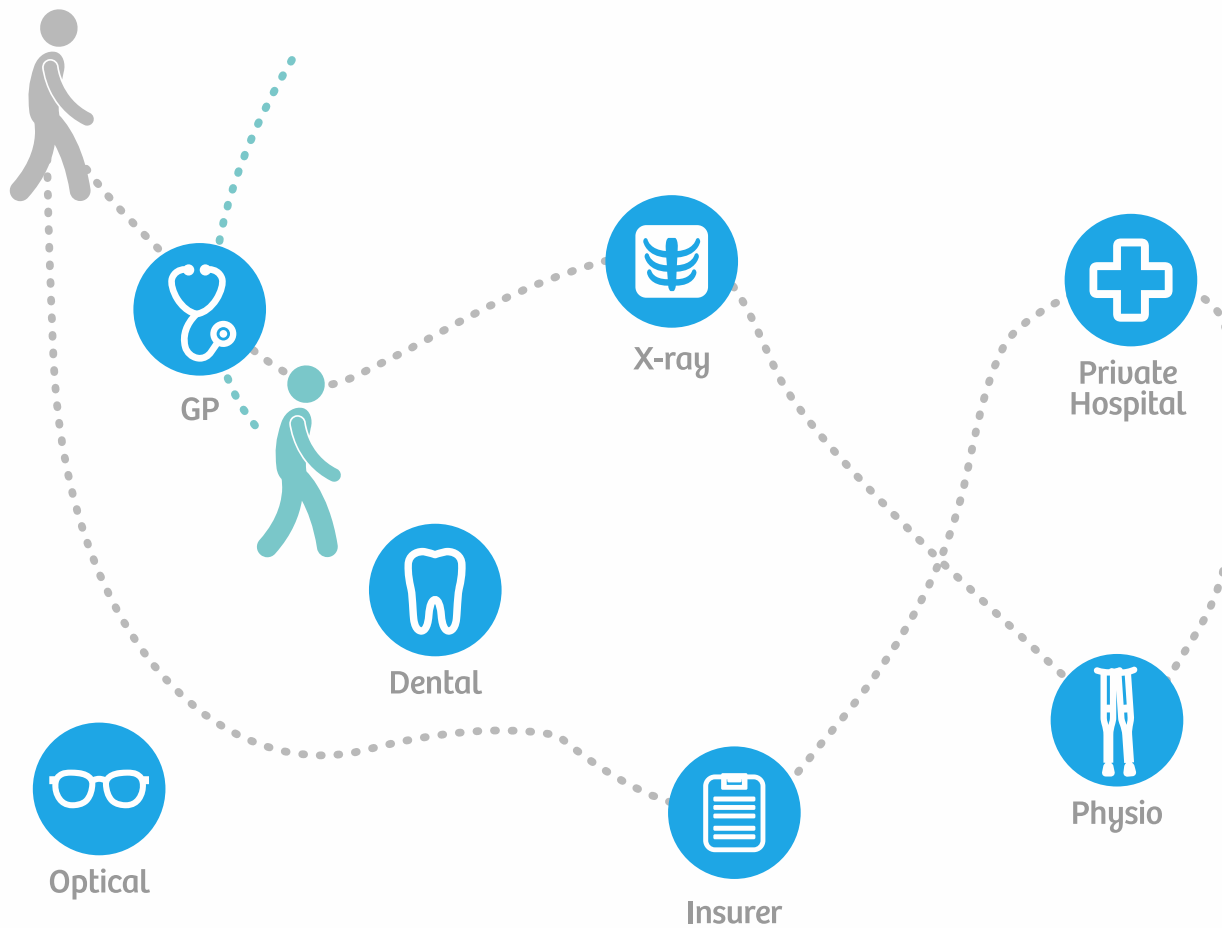 X-ray
Private
Hospital
GP
Dental
Physio
Optical
Insurer